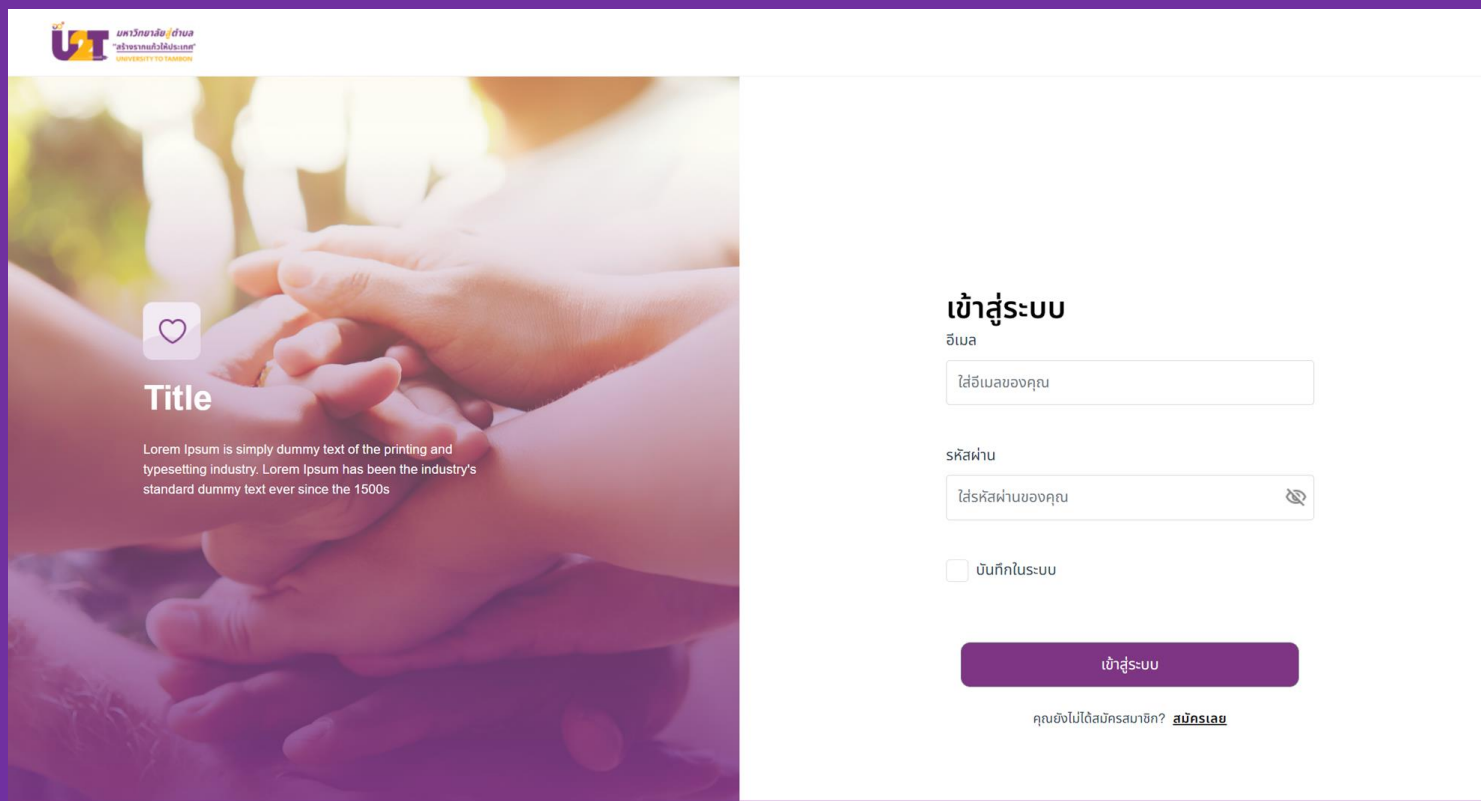 U2T
มหาวิทยาลัยสู่ตำบล
"สร้างรากแก้วให้ประเทศ"
UNIVERSITY TO TAMBON
Title
Lorem Ipsum is simply dummy text of the printing and
typesetting industry. Lorem Ipsum has been the industry's
standard dummy text ever since the 1500s
เข้าสู่ระบบ
อีเมล
ใส่อีเมลของคุณ
รหัสผ่าน
ใส่รหัสผ่านของคุณ
บันทึกในระบบ
เข้าสู่ระบบ
คุณยังไม่ได้สมัครสมาชิก? สมัครเลย